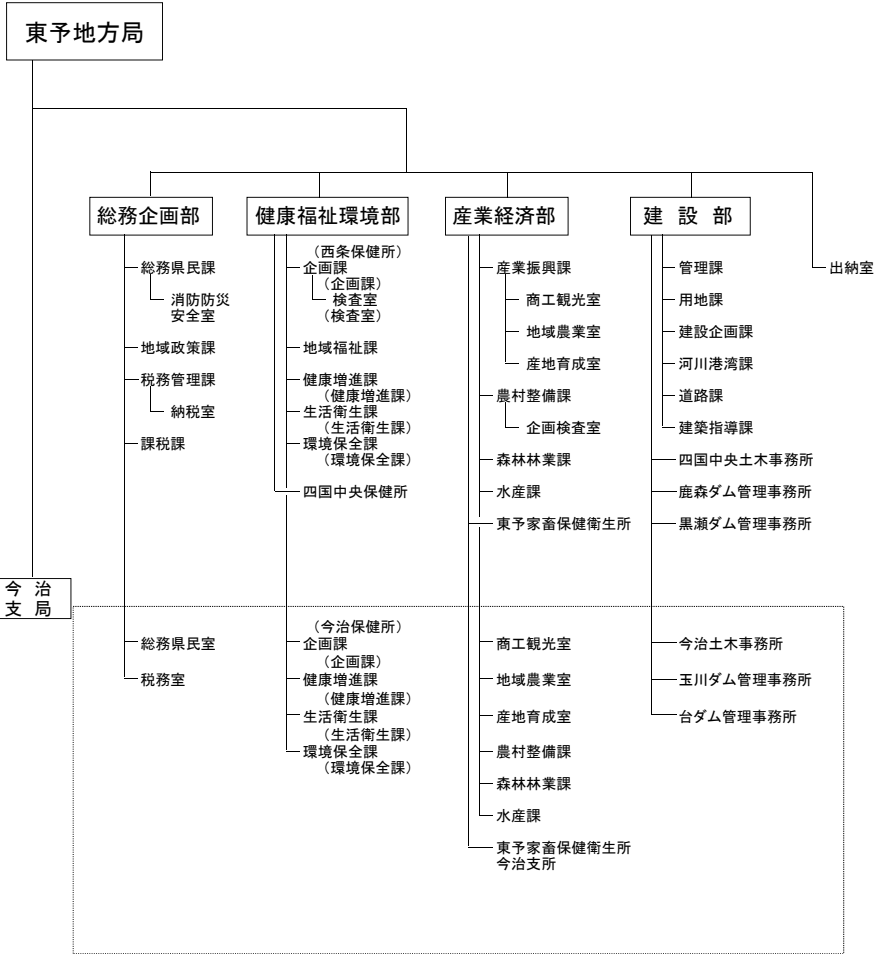 東予地方局
総務企画部
総務県民課
消防防災
安全室
地域政策課
税務管理課
納税室
課税課
健康福祉環境部
（西条保健所）
企画課
（企画課）
検査室
（検査室）
地域福祉課
健康増進課
（健康増進課）
生活衛生課
（生活衛生課）
環境保全課
（環境保全課）
四国中央保健所
産業経済部
産業振興課
商工観光室
地域農業室
産地育成室
農村整備課
企画検査室
森林林業課
水産課
東予家畜保健衛生所
建設部
管理課
用地課
建設企画課
河川港湾課
道路課
建築指導課
四国中央土木事務所
鹿森ダム管理事務所
黒瀬ダム管理事務所
出納室
今治
支局
総務県民室
税務室
（今治保健所）
企画課
（企画課）
健康増進課
（健康増進課）
生活衛生課
（生活衛生課）
環境保全課
（環境保全課）
商工観光室
地域農業室
産地育成室
農村整備課
森林林業課
水産課
東予家畜保健衛生所
今治支所
今治土木事務所
玉川ダム管理事務所
台ダム管理事務所